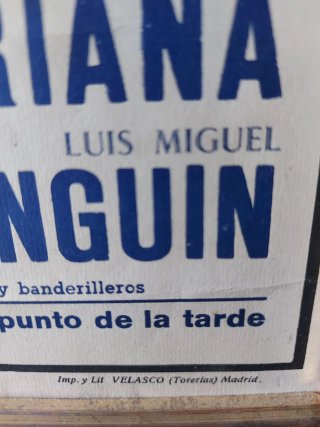 RIANA
LUIS MIGUEL
NGUIN
y banderilleros
punto de la tarde
Imp. y Lit VELASCO (Torerías) Madrid.